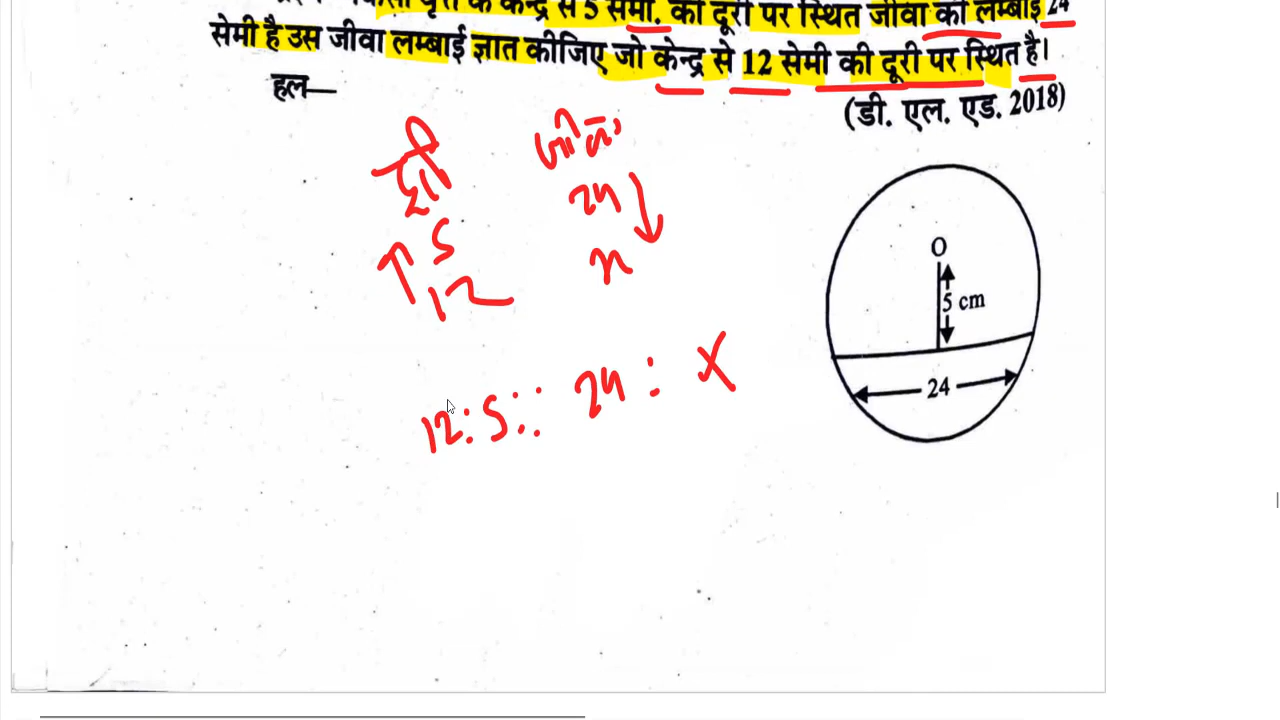 वृत्त के केन्द्र से 5 सेमी. की दूरी पर स्थित जीवा की लम्बाई 24
सेमी है उस जीवा लम्बाई ज्ञात कीजिए जो केन्द्र से 12 सेमी की दूरी पर स्थित है।
हल—
(डी. एल. एड. 2018)
जीवा
24
5
x
12
O
5 cm
24
12 : 5 :: 24 : x